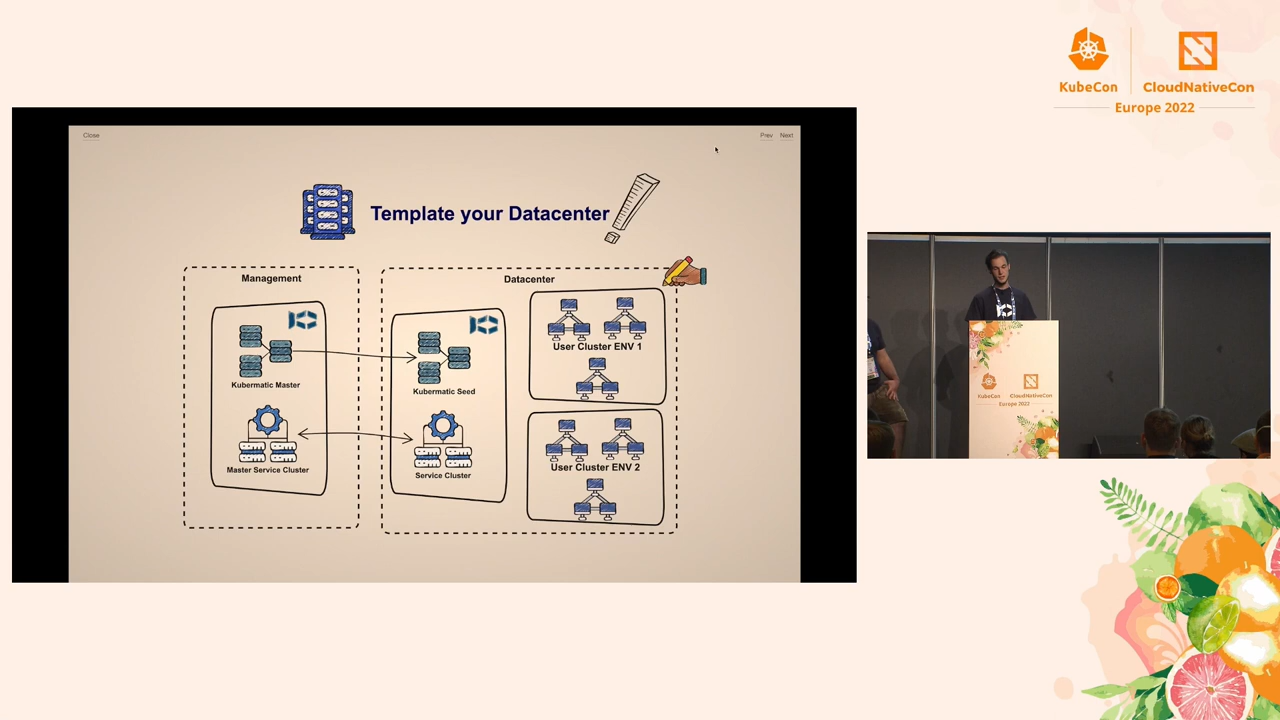 KubeCon
CloudNativeCon
Europe 2022
Close
Prev
Next
Template your Datacenter
Management
Datacenter
Kubermatic Master
Master Service Cluster
Kubermatic Seed
Service Cluster
User Cluster ENV 1
User Cluster ENV 2
KubeCon
CloudNativeCon
Europe 2022